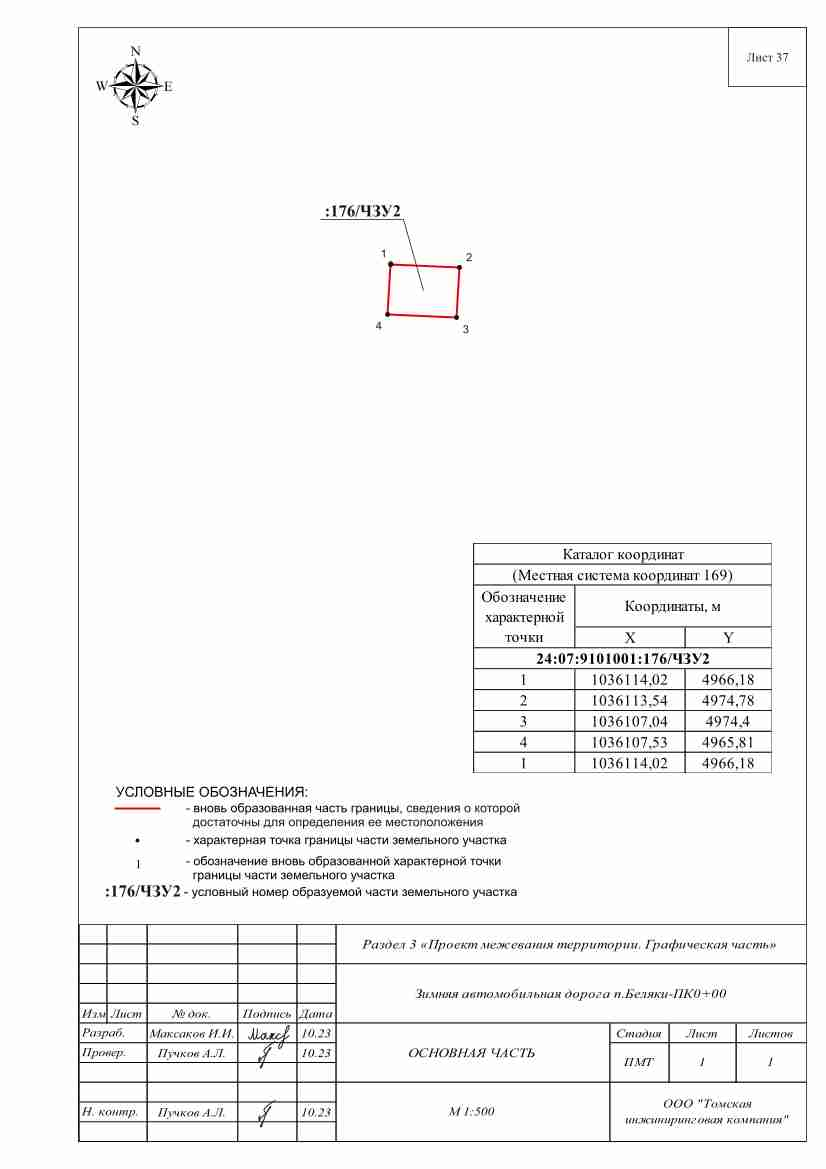 N
Лист 37
W
E
S
:176/ЧЗУ2
1
2
4
3
Каталог координат
(Местная система координат 169)
Обозначение характерной точки
Координаты, м
X Y
24:07:9101001:176/ЧЗУ2
1 1036114,02 4966,18
2 1036113,54 4974,78
3 1036107,04 4974,4
4 1036107,53 4965,81
1 1036114,02 4966,18
УСЛОВНЫЕ ОБОЗНАЧЕНИЯ:
- вновь образованная часть границы, сведения о которой
достаточны для определения ее местоположения
- характерная точка границы части земельного участка
1 - обозначение вновь образованной характерной точки
границы части земельного участка
:176/ЧЗУ2 - условный номер образуемой части земельного участка
Раздел 3 «Проект межевания территории. Графическая часть»
Зимняя автомобильная дорога п.Беляки-ПК0+00
Изм Лист № док. Подпись Дата
Разраб. Максаков И.И. 10.23
Провер. Пучков А.Л. 10.23
ОСНОВНАЯ ЧАСТЬ
Стадия Лист Листов
ПМТ 1 1
Н. контр. Пучков А.Л. 10.23
М 1:500
ООО "Томская
инжиниринговая компания"